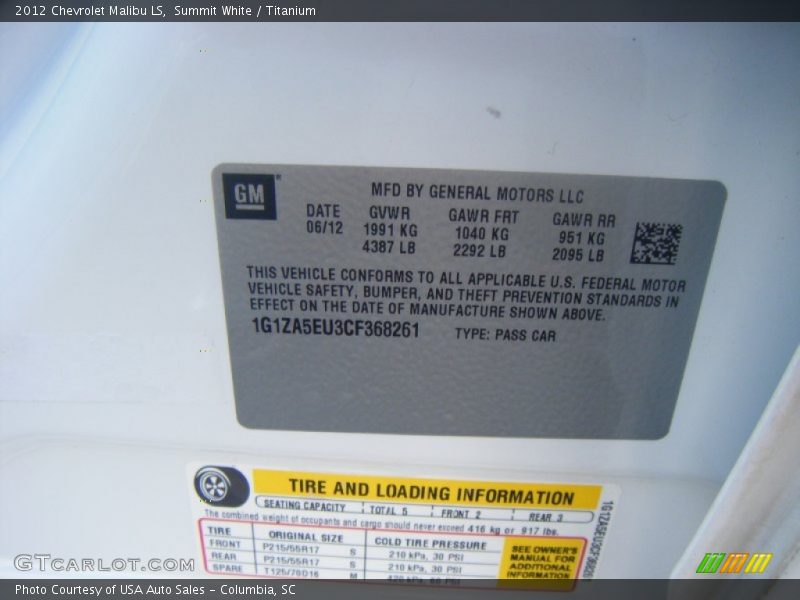 2012 Chevrolet Malibu LS, Summit White / Titanium
GM
MFD BY GENERAL MOTORS LLC
DATE GVWR GAWR FRT GAWR RR
06/12 1991 KG 1040 KG 951 KG
4387 LB 2292 LB 2095 LB
THIS VEHICLE CONFORMS TO ALL APPLICABLE U.S. FEDERAL MOTOR
VEHICLE SAFETY, BUMPER, AND THEFT PREVENTION STANDARDS IN
EFFECT ON THE DATE OF MANUFACTURE SHOWN ABOVE.
1G1ZA5EU3CF368261 TYPE: PASS CAR
TIRE AND LOADING INFORMATION
SEATING CAPACITY TOTAL 5 FRONT 2 REAR 3
The combined weight of occupants and cargo should never exceed 416 kg or 917 lbs.
TIRE ORIGINAL SIZE COLD TIRE PRESSURE
FRONT P215/55R17 S 210 kPa, 30 PSI
REAR P215/55R17 S 210 kPa, 30 PSI
SPARE T125/70D16 M 420 kPa, 60 PSI
SEE OWNER'S
MANUAL FOR
ADDITIONAL
INFORMATION
1G1ZA5EU3CF368261
GTCarlot.com
Photo Courtesy of USA Auto Sales - Columbia, SC